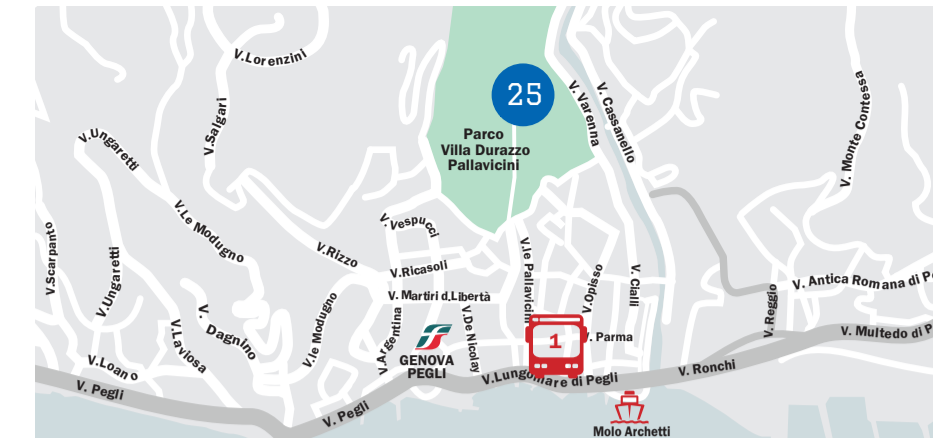 V.Lorenzini
25
V. Varenna
V. Cassanello
V. Monte Contessa
V.Salgari
V.Ungaretti
Parco
Villa Durazzo
Pallavicini
V.Le Modugno
V.Vespucci
V.Scarpanto
V.Rizzo
V.Ungaretti
V.Ricasoli
V.le Pallavicini
V.Opisso
V. Cialli
V. Antica Romana di P
V. Martiri d.Libertà
V. Dagnino
V.le Modugno
V.Argentina
V.De Nicolay
V. Reggio
V.Laviosa
1
V. Parma
V. Multedo di P
GENOVA
PEGLI
V.Loano
V.Lungomare di Pegli
V. Ronchi
V. Pegli
V. Pegli
Molo Archetti